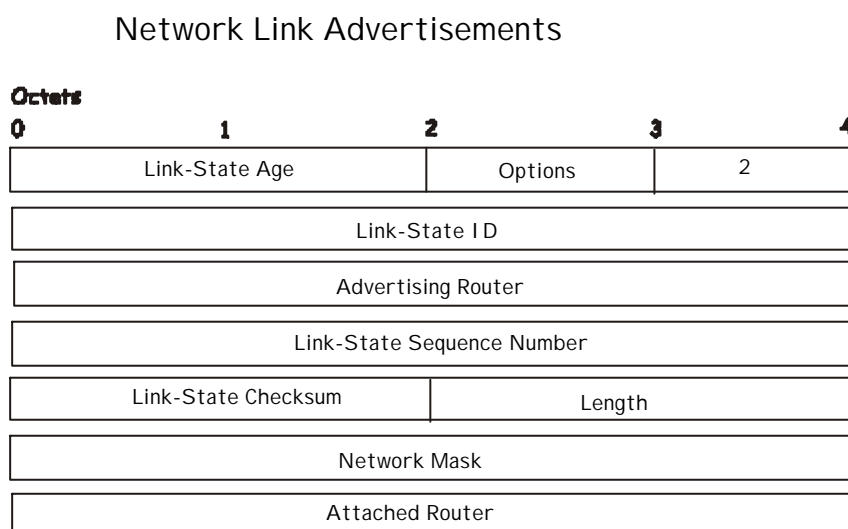 Network Link Advertisements
Octets
0 1 2 3 4
Link-State Age Options 2
Link-State ID
Advertising Router
Link-State Sequence Number
Link-State Checksum Length
Network Mask
Attached Router